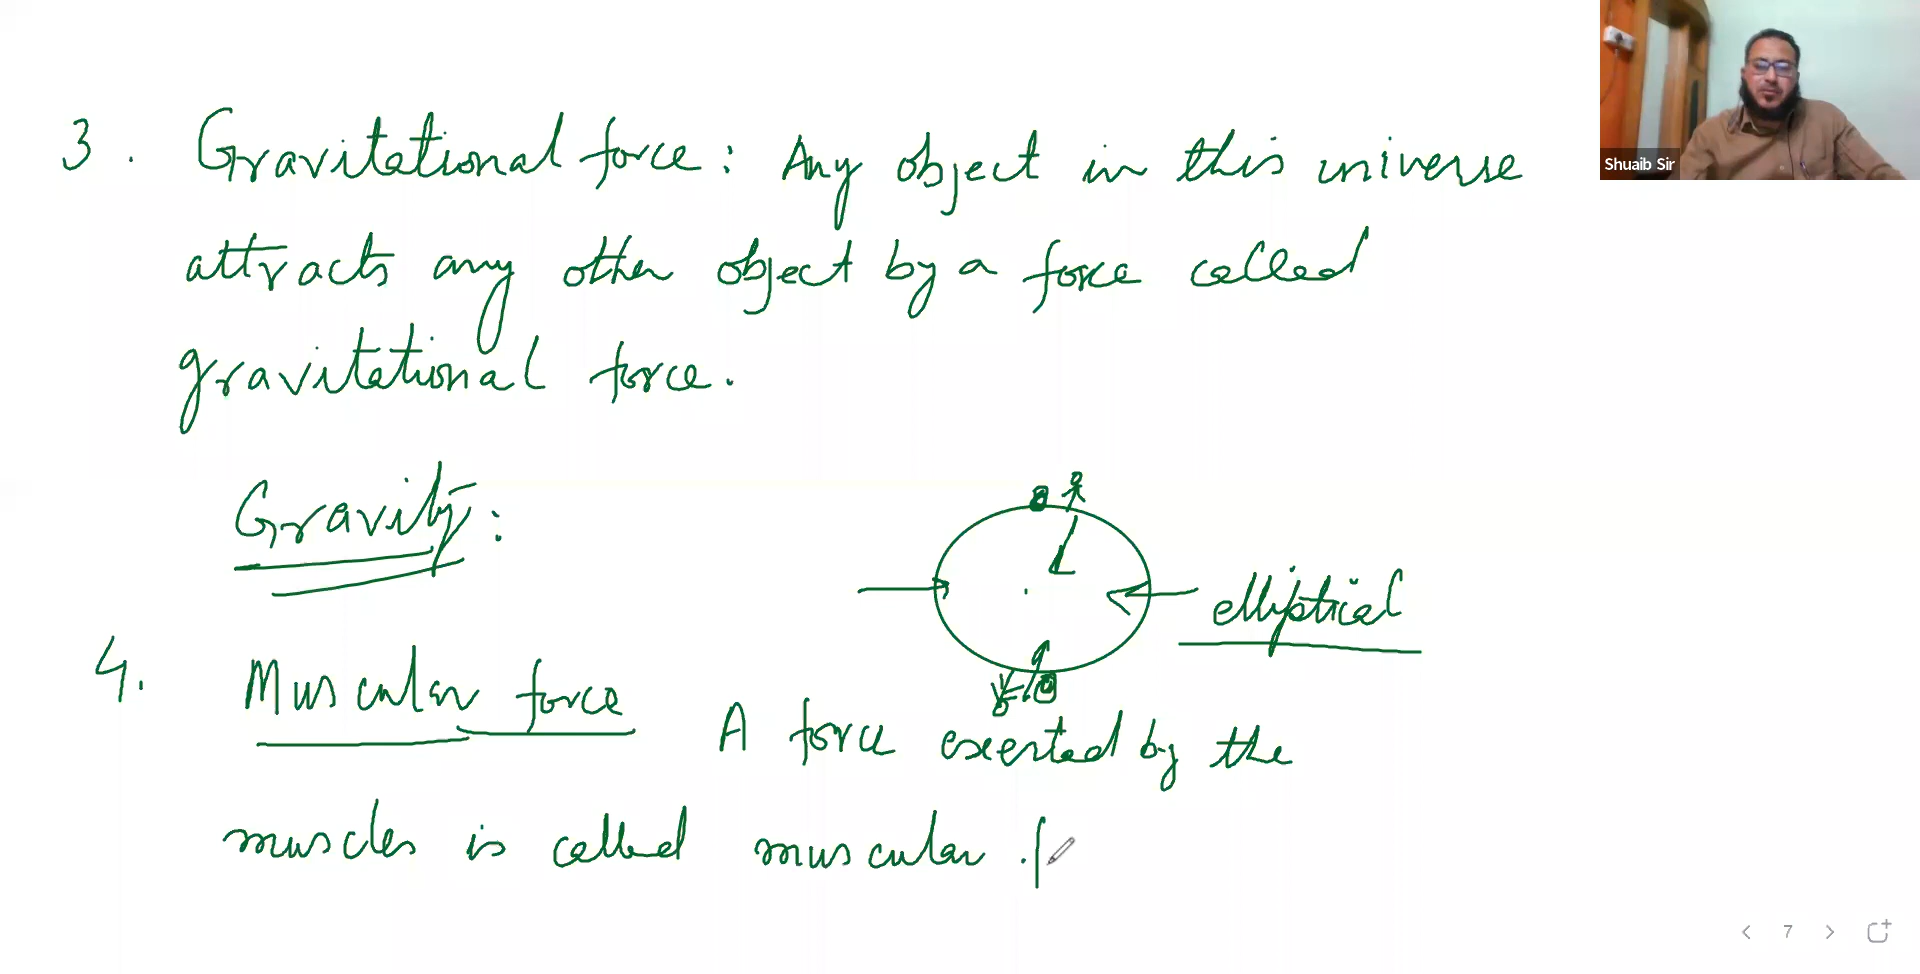 3. Gravitational force: Any object in this universe
attracts any other object by a force called
gravitational force.
Gravity:
elliptical
4. Muscular force A force exerted by the
muscles is called muscular f
Shuaib Sir
7